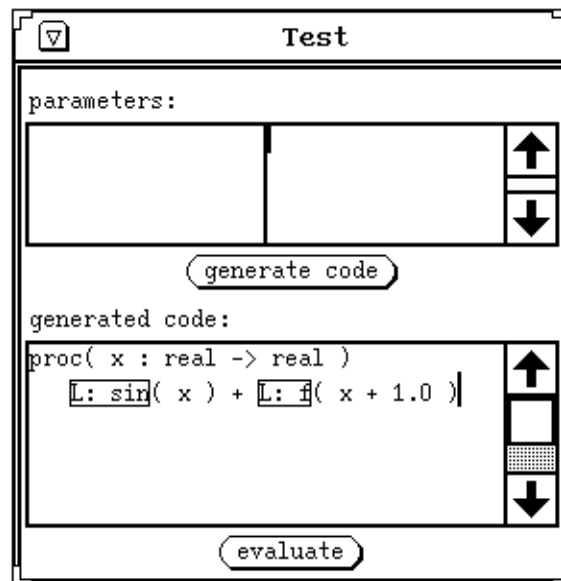 Test
parameters:
generate code
generated code:
proc( x : real -> real )
L: sin( x ) + L: f( x + 1.0 )
evaluate